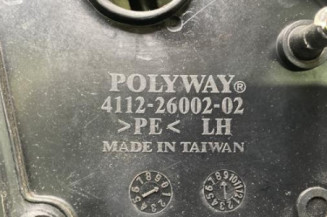 POLYWAY®
4112-26002-02
>PE< LH
MADE IN TAIWAN